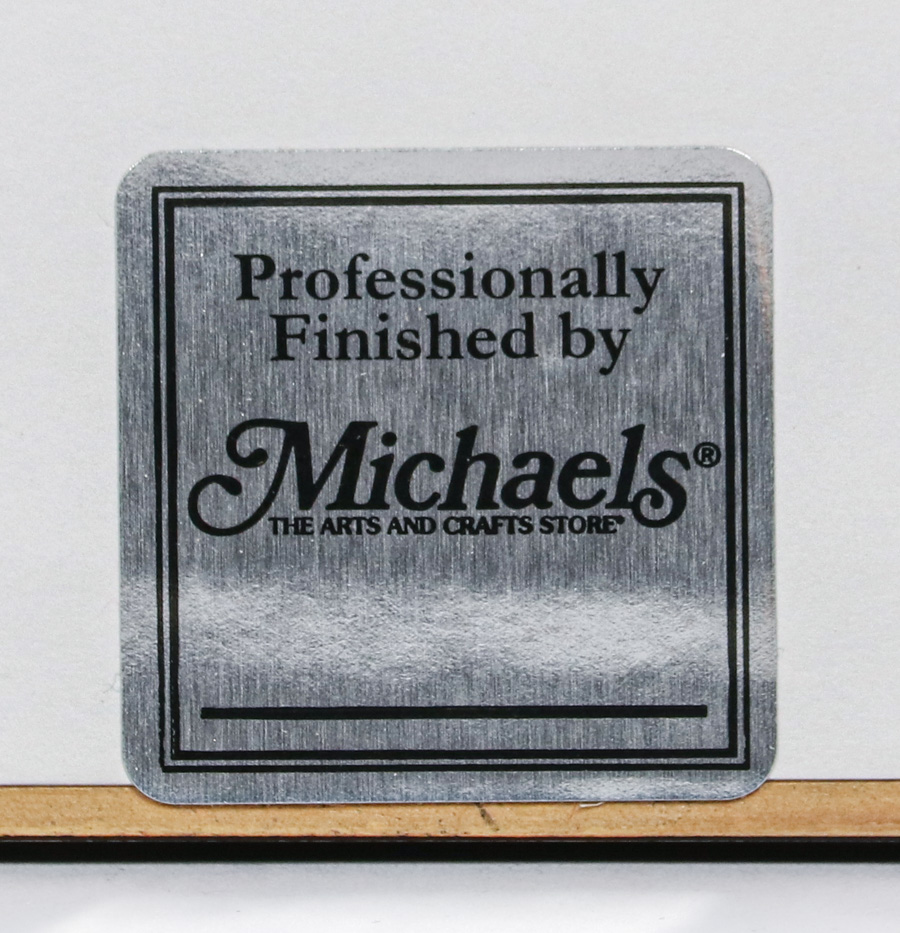 Professionally
Finished by
Michaels®
THE ARTS AND CRAFTS STORE®